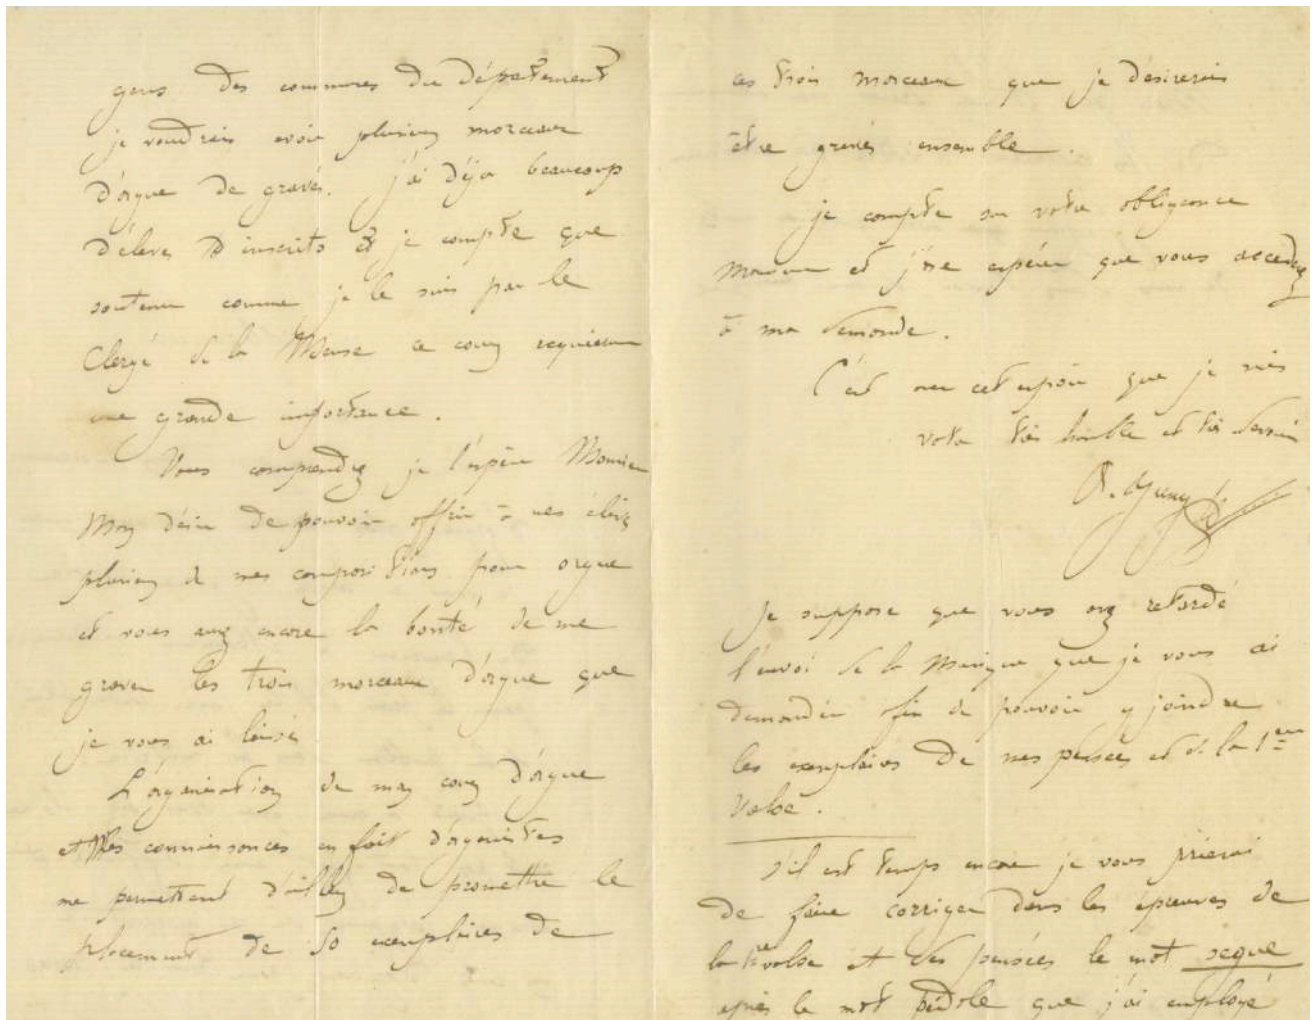 gens des communes du département
je voudrais avoir plusieurs morceaux
d'orgue de gravés. j'ai déja beaucoup
d'élèves inscrits et je compte que
soutenu comme je le suis par le
Clergé de la Meuse ce cours
une grande importance.
Vous comprendrez je l'espère Monsieur
Mon désir de pouvoir offrir à mes élèves
plusieurs de mes compositions pour orgue
et vous aurez encore la bonté de me
graver les trois morceaux d'orgue que
je vous ai laissés
L'organisation de mon cours d'orgue
et Mes connaissances en fait d'organistes
me permettent d'ailleurs de promettre le
placement de 50 exemplaires de
ces trois morceaux que je désirerais
être gravés ensemble.
je compte sur votre obligeance
Monsieur et j'ose espérer que vous accéderez
à ma demande.
C'est avec cet espoir que je suis
votre très humble et très
Je suppose que vous avez retardé
l'envoi de la Musique que je vous ai
demandée afin de pouvoir y joindre
les exemplaires de mes pensées et de la 1ère
Valse.
s'il est temps encore je vous prierai
de faire corriger dans les épreuves de
la 1re valse et des pensées le mot segue
après le mot pédale que j'ai employé